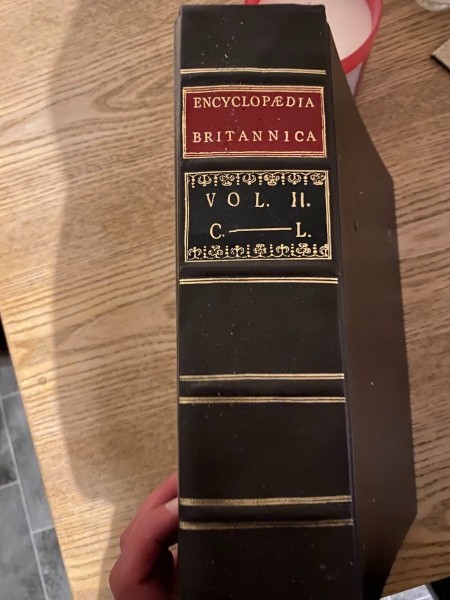 ENCYCLOPÆDIA
BRITANNICA
VOL. II.
C.——L.